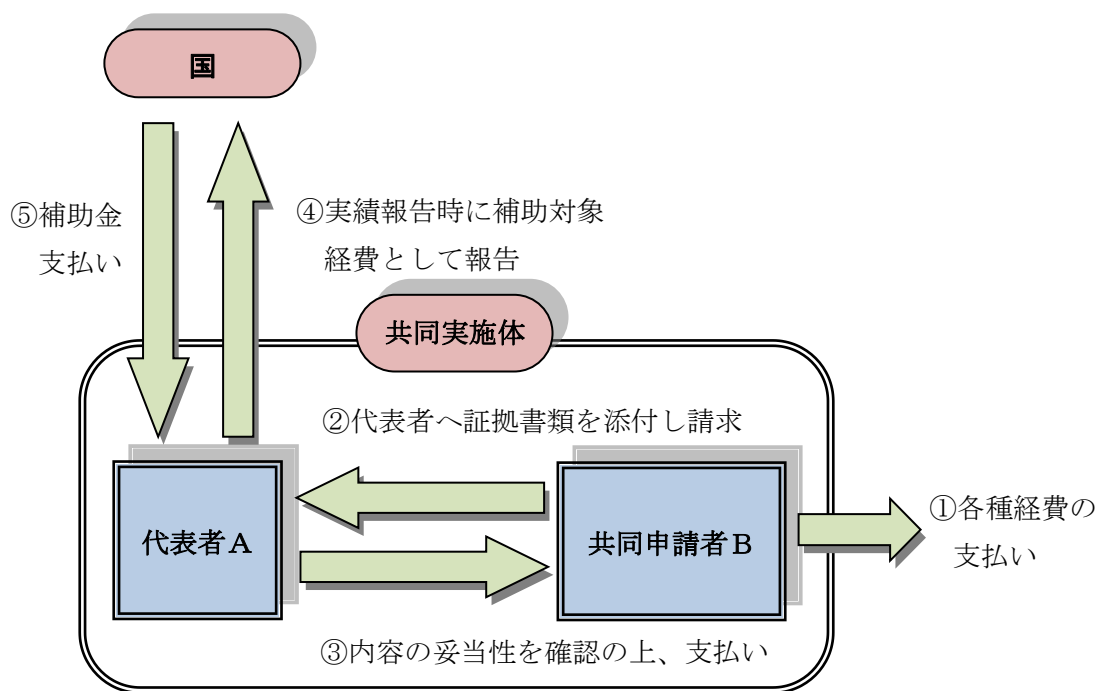 国
⑤補助金
支払い
④実績報告時に補助対象
経費として報告
共同実施体
②代表者へ証拠書類を添付し請求
代表者A
共同申請者B
①各種経費の
支払い
③内容の妥当性を確認の上、支払い